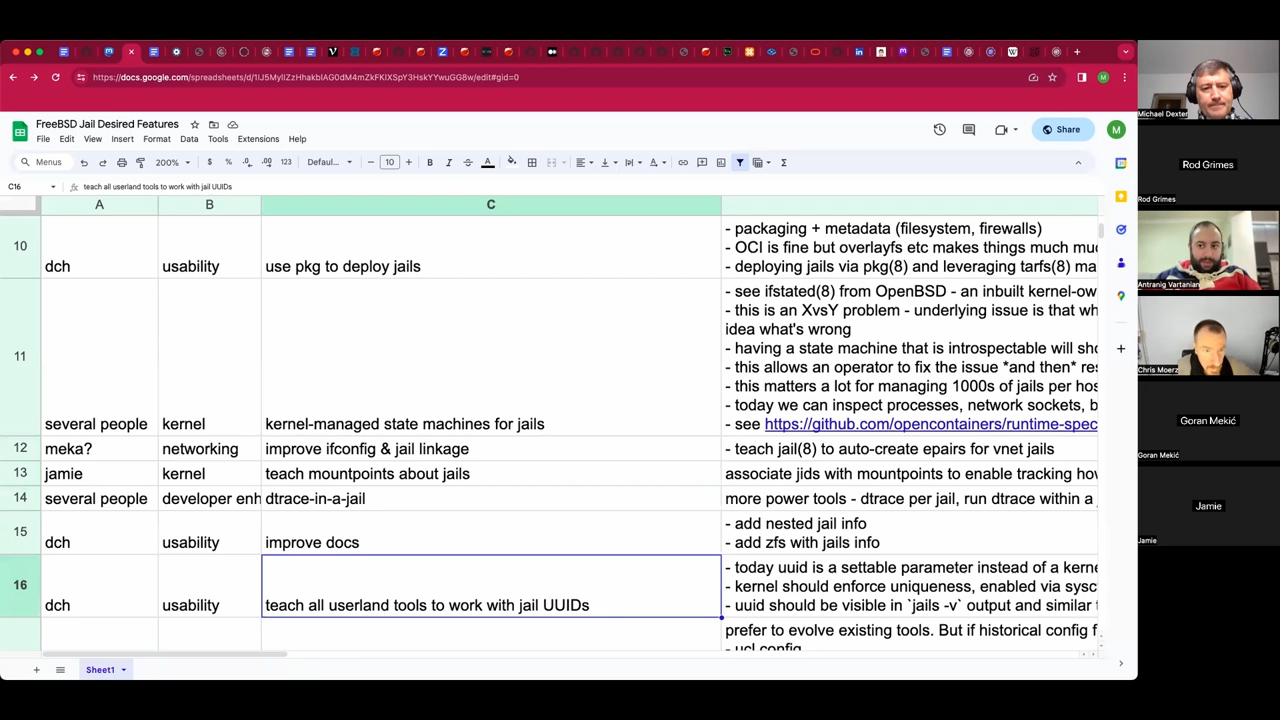 https://docs.google.com/spreadsheets/d/1IJ5MylIZzHhakbIAG0dM4mZkFKIXSpY3HskYYwuGG8w/edit#gid=0
FreeBSD Jail Desired Features
File Edit View Insert Format Data Tools Extensions Help
Share
M
Menus 200% $ % .0 .00 123 Defaul... 10 B I A
C16 teach all userland tools to work with jail UUIDs
A B C
10 dch usability use pkg to deploy jails
- packaging + metadata (filesystem, firewalls)
- OCI is fine but overlayfs etc makes things much muc
- deploying jails via pkg(8) and leveraging tarfs(8) ma
11 several people kernel kernel-managed state machines for jails
- see ifstated(8) from OpenBSD - an inbuilt kernel-ow
- this is an XvsY problem - underlying issue is that wh
idea what's wrong
- having a state machine that is introspectable will sho
- this allows an operator to fix the issue *and then* res
- this matters a lot for managing 1000s of jails per hos
- today we can inspect processes, network sockets, b
- see https://github.com/opencontainers/runtime-spec
12 meka? networking improve ifconfig & jail linkage - teach jail(8) to auto-create epairs for vnet jails
13 jamie kernel teach mountpoints about jails associate jids with mountpoints to enable tracking how
14 several people developer enh dtrace-in-a-jail more power tools - dtrace per jail, run dtrace within a
15 dch usability improve docs
- add nested jail info
- add zfs with jails info
16 dch usability teach all userland tools to work with jail UUIDs
- today uuid is a settable parameter instead of a kerne
- kernel should enforce uniqueness, enabled via sysc
- uuid should be visible in `jails -v` output and similar t
prefer to evolve existing tools. But if historical config f
- ucl config
Sheet1
Michael Dexter
Rod Grimes
Rod Grimes
Antranig Vartanian
Chris Moerz
Goran Mekić
Goran Mekić
Jamie
Jamie